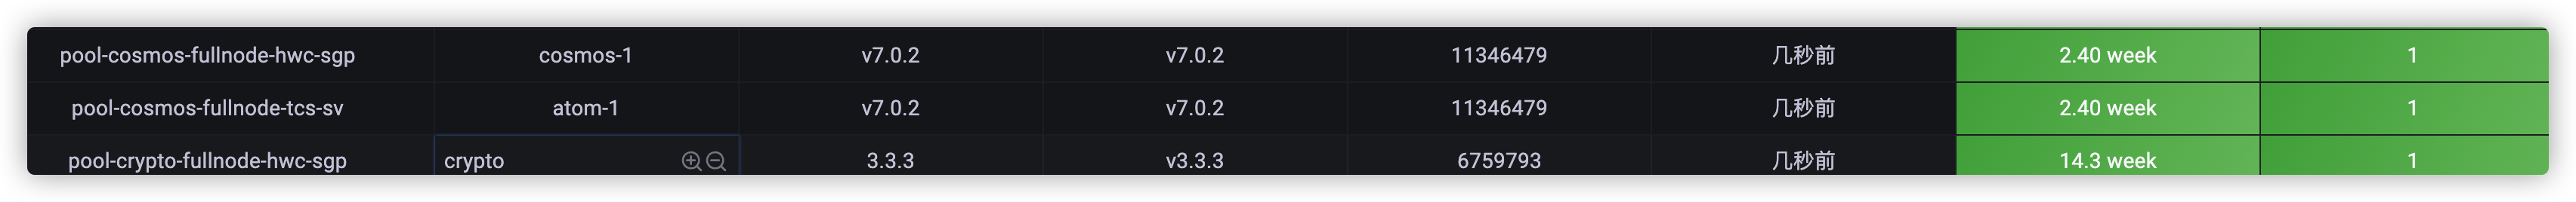 pool-cosmos-fullnode-hwc-sgp cosmos-1 v7.0.2 v7.0.2 11346479 几秒前 2.40 week 1
pool-cosmos-fullnode-tcs-sv atom-1 v7.0.2 v7.0.2 11346479 几秒前 2.40 week 1
pool-crypto-fullnode-hwc-sgp crypto 3.3.3 v3.3.3 6759793 几秒前 14.3 week 1